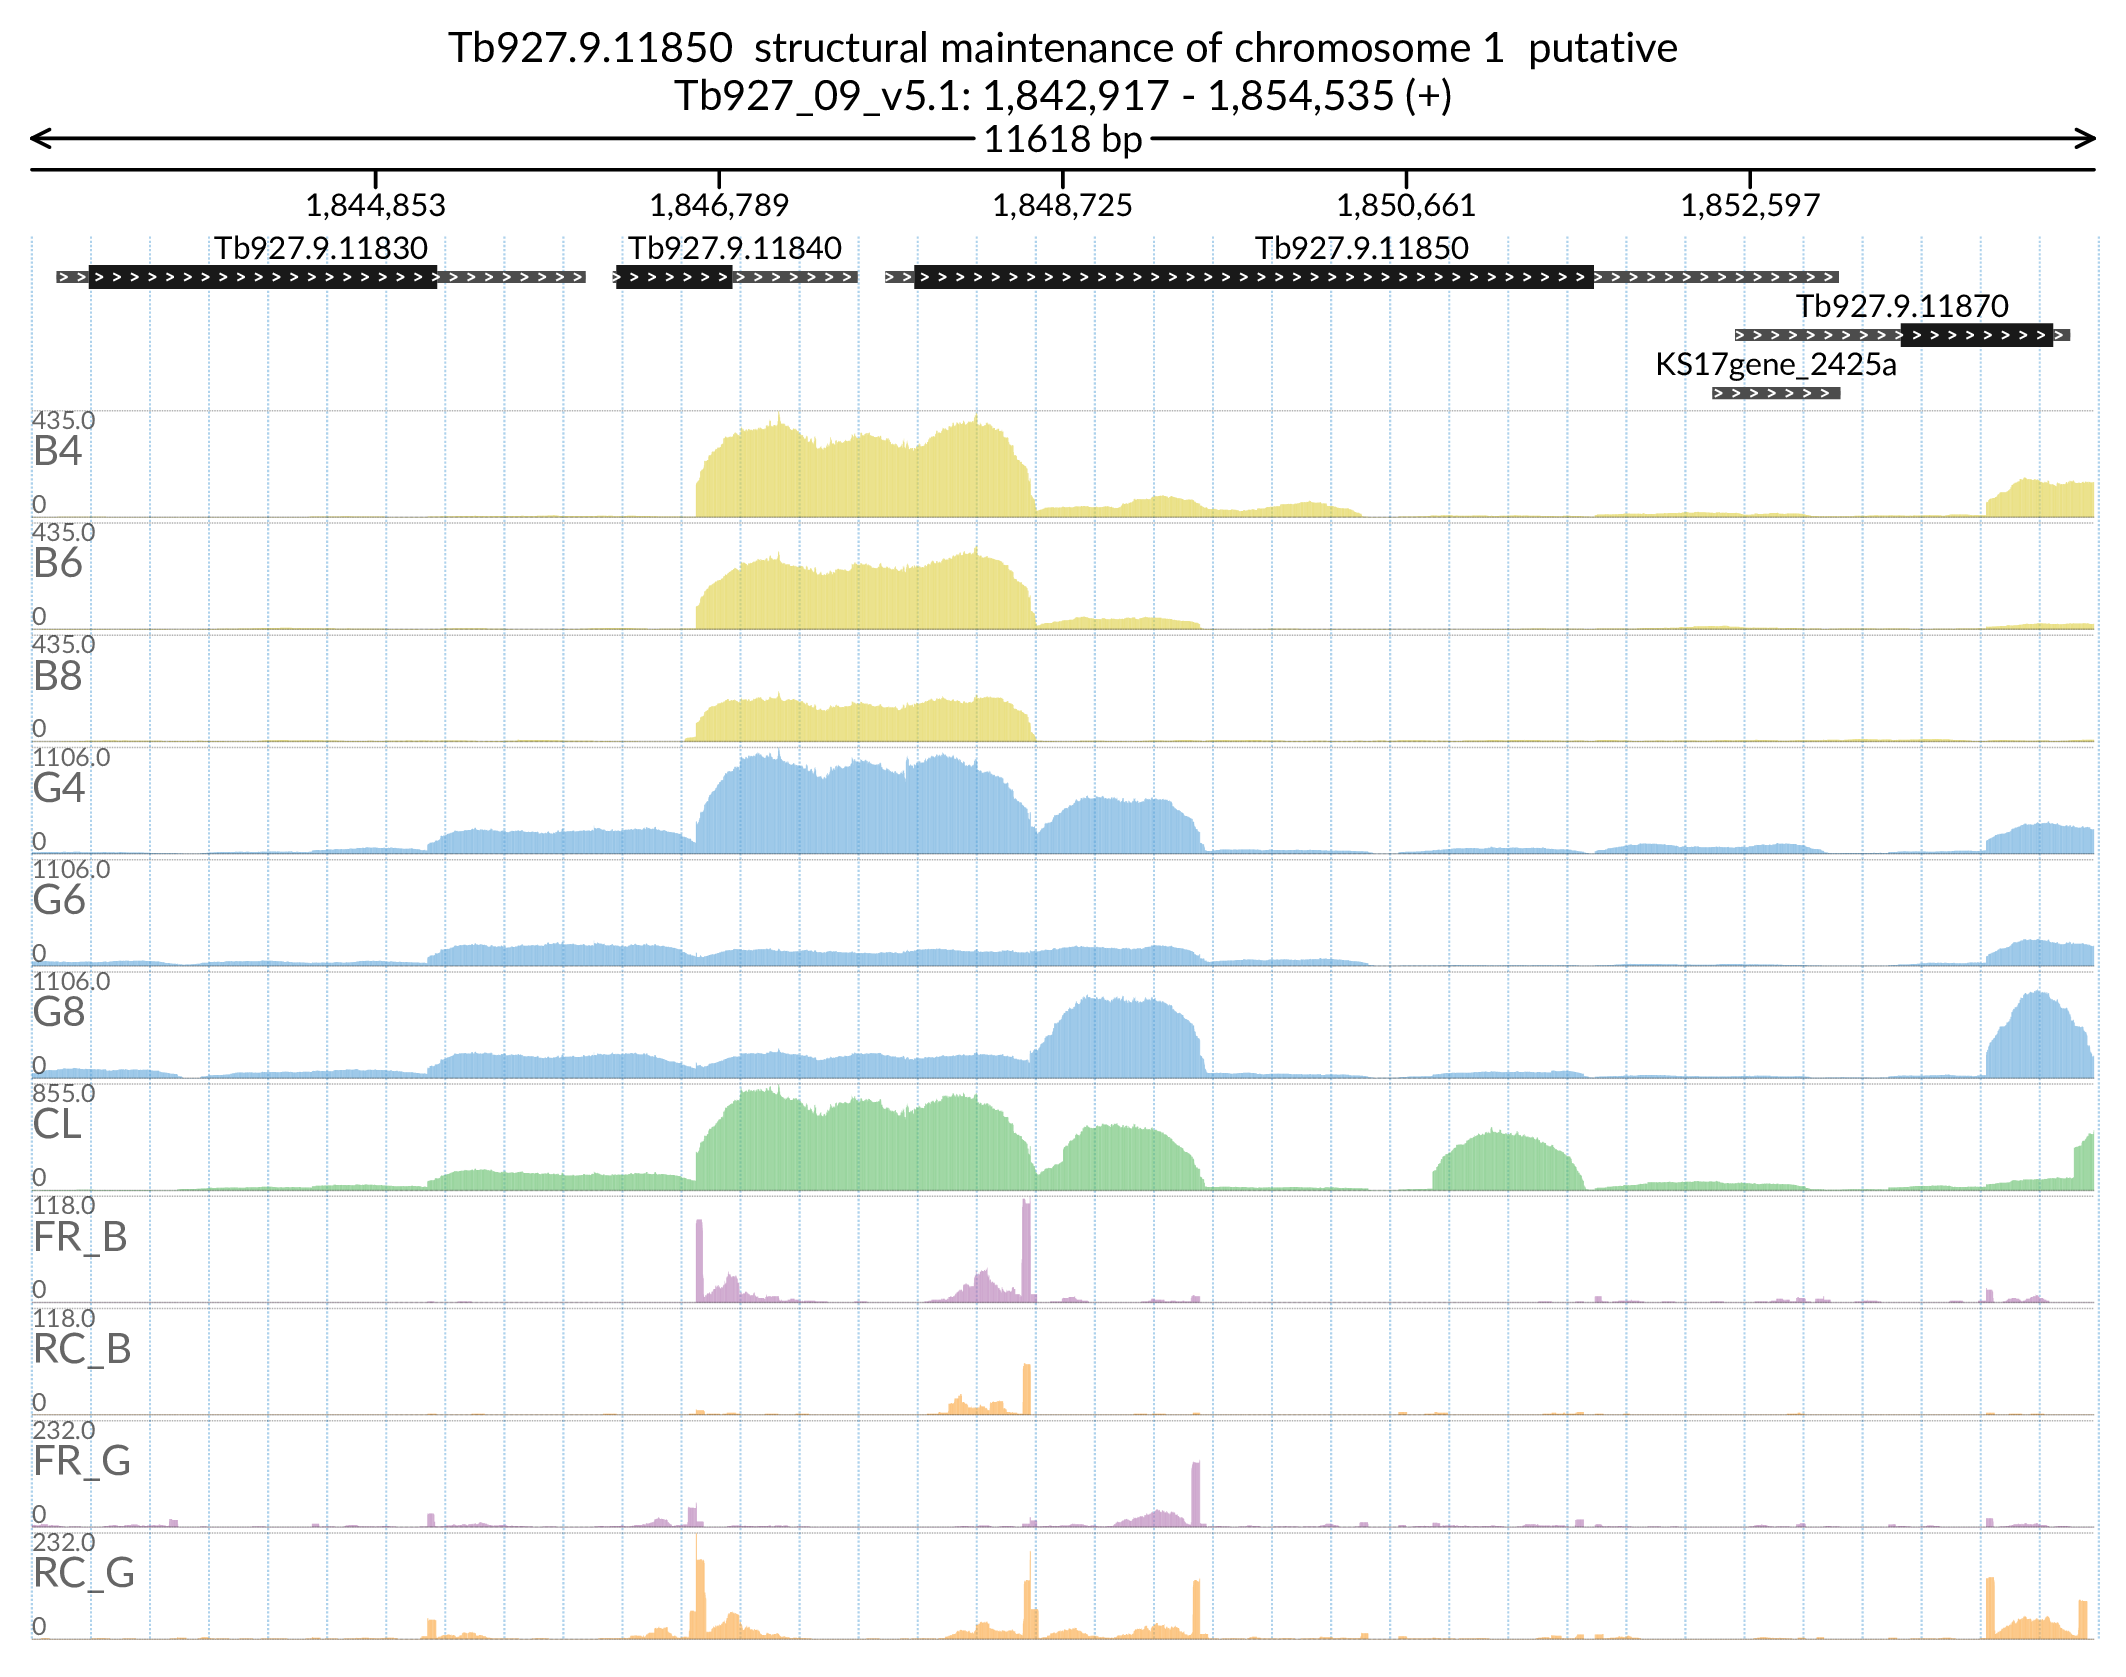 Tb927.9.11850  structural maintenance of chromosome 1  putative
Tb927_09_v5.1: 1,842,917 - 1,854,535 (+)
11618 bp
1,844,853 1,846,789 1,848,725 1,850,661 1,852,597
Tb927.9.11830 Tb927.9.11840 Tb927.9.11850
Tb927.9.11870
KS17gene_2425a
435.0
B4
0
435.0
B6
0
435.0
B8
0
1106.0
G4
0
1106.0
G6
0
1106.0
G8
0
855.0
CL
0
118.0
FR_B
0
118.0
RC_B
0
232.0
FR_G
0
232.0
RC_G
0